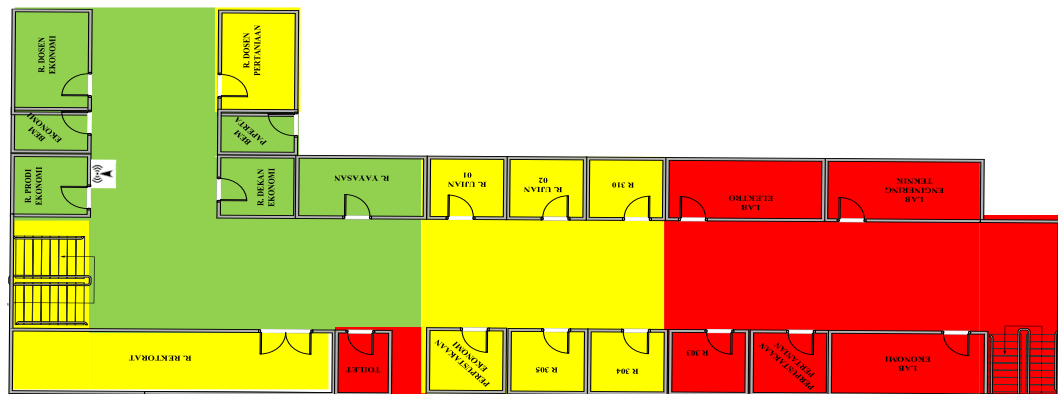 R. DOSEN
EKONOMI
R. DOSEN
PERTANIAAN
BEM
EKONOMI
BEM
PAPERTA
R. PRODI
EKONOMI
R. DEKAN
EKONOMI
R. YAYASAN
R. UJIAN
01
R. UJIAN
02
R 310
LAB
ELEKTRO
LAB
ENGINERING
TEKNIK
R. REKTORAT
TOILET
PERPUSTAKAAN
EKONOMI
R 305
R 304
R 303
PERPUSTAKAAN
PERTANIAN
LAB
EKONOMI